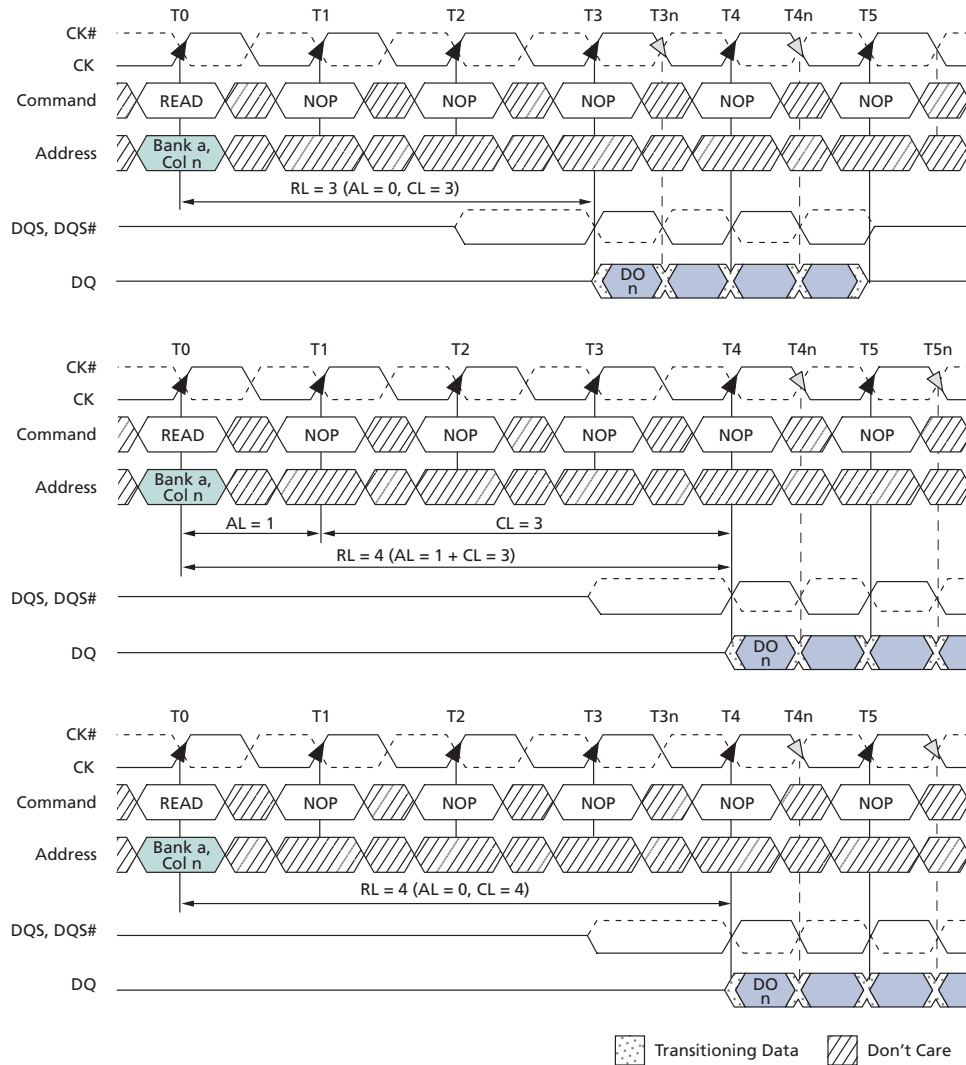 T0 T1 T2 T3 T3n T4 T4n T5
CK#
CK
Command READ NOP NOP NOP NOP NOP
Address Bank a,
Col n
RL = 3 (AL = 0, CL = 3)
DQS, DQS#
DQ DO
n
T0 T1 T2 T3 T4 T4n T5 T5n
CK#
CK
Command READ NOP NOP NOP NOP NOP
Address Bank a,
Col n
AL = 1 CL = 3
RL = 4 (AL = 1 + CL = 3)
DQS, DQS#
DQ DO
n
T0 T1 T2 T3 T3n T4 T4n T5
CK#
CK
Command READ NOP NOP NOP NOP NOP
Address Bank a,
Col n
RL = 4 (AL = 0, CL = 4)
DQS, DQS#
DQ DO
n
Transitioning Data Don't Care